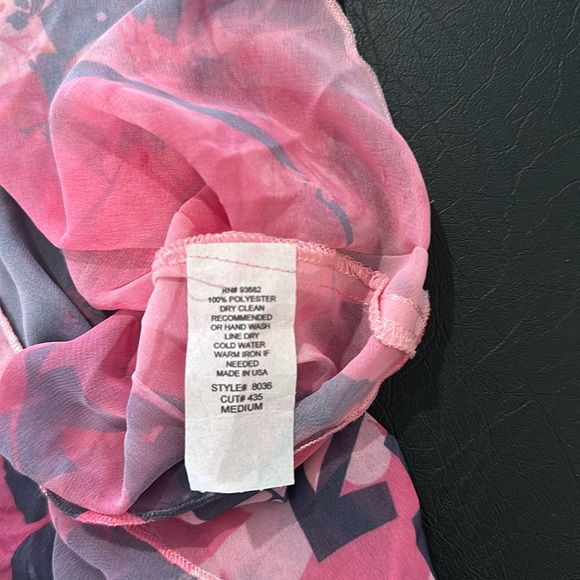 RN# 93682
100% POLYESTER
DRY CLEAN
RECOMMENDED
OR HAND WASH
LINE DRY
COLD WATER
WARM IRON IF
NEEDED
MADE IN USA
STYLE# 8036
CUT# 435
MEDIUM